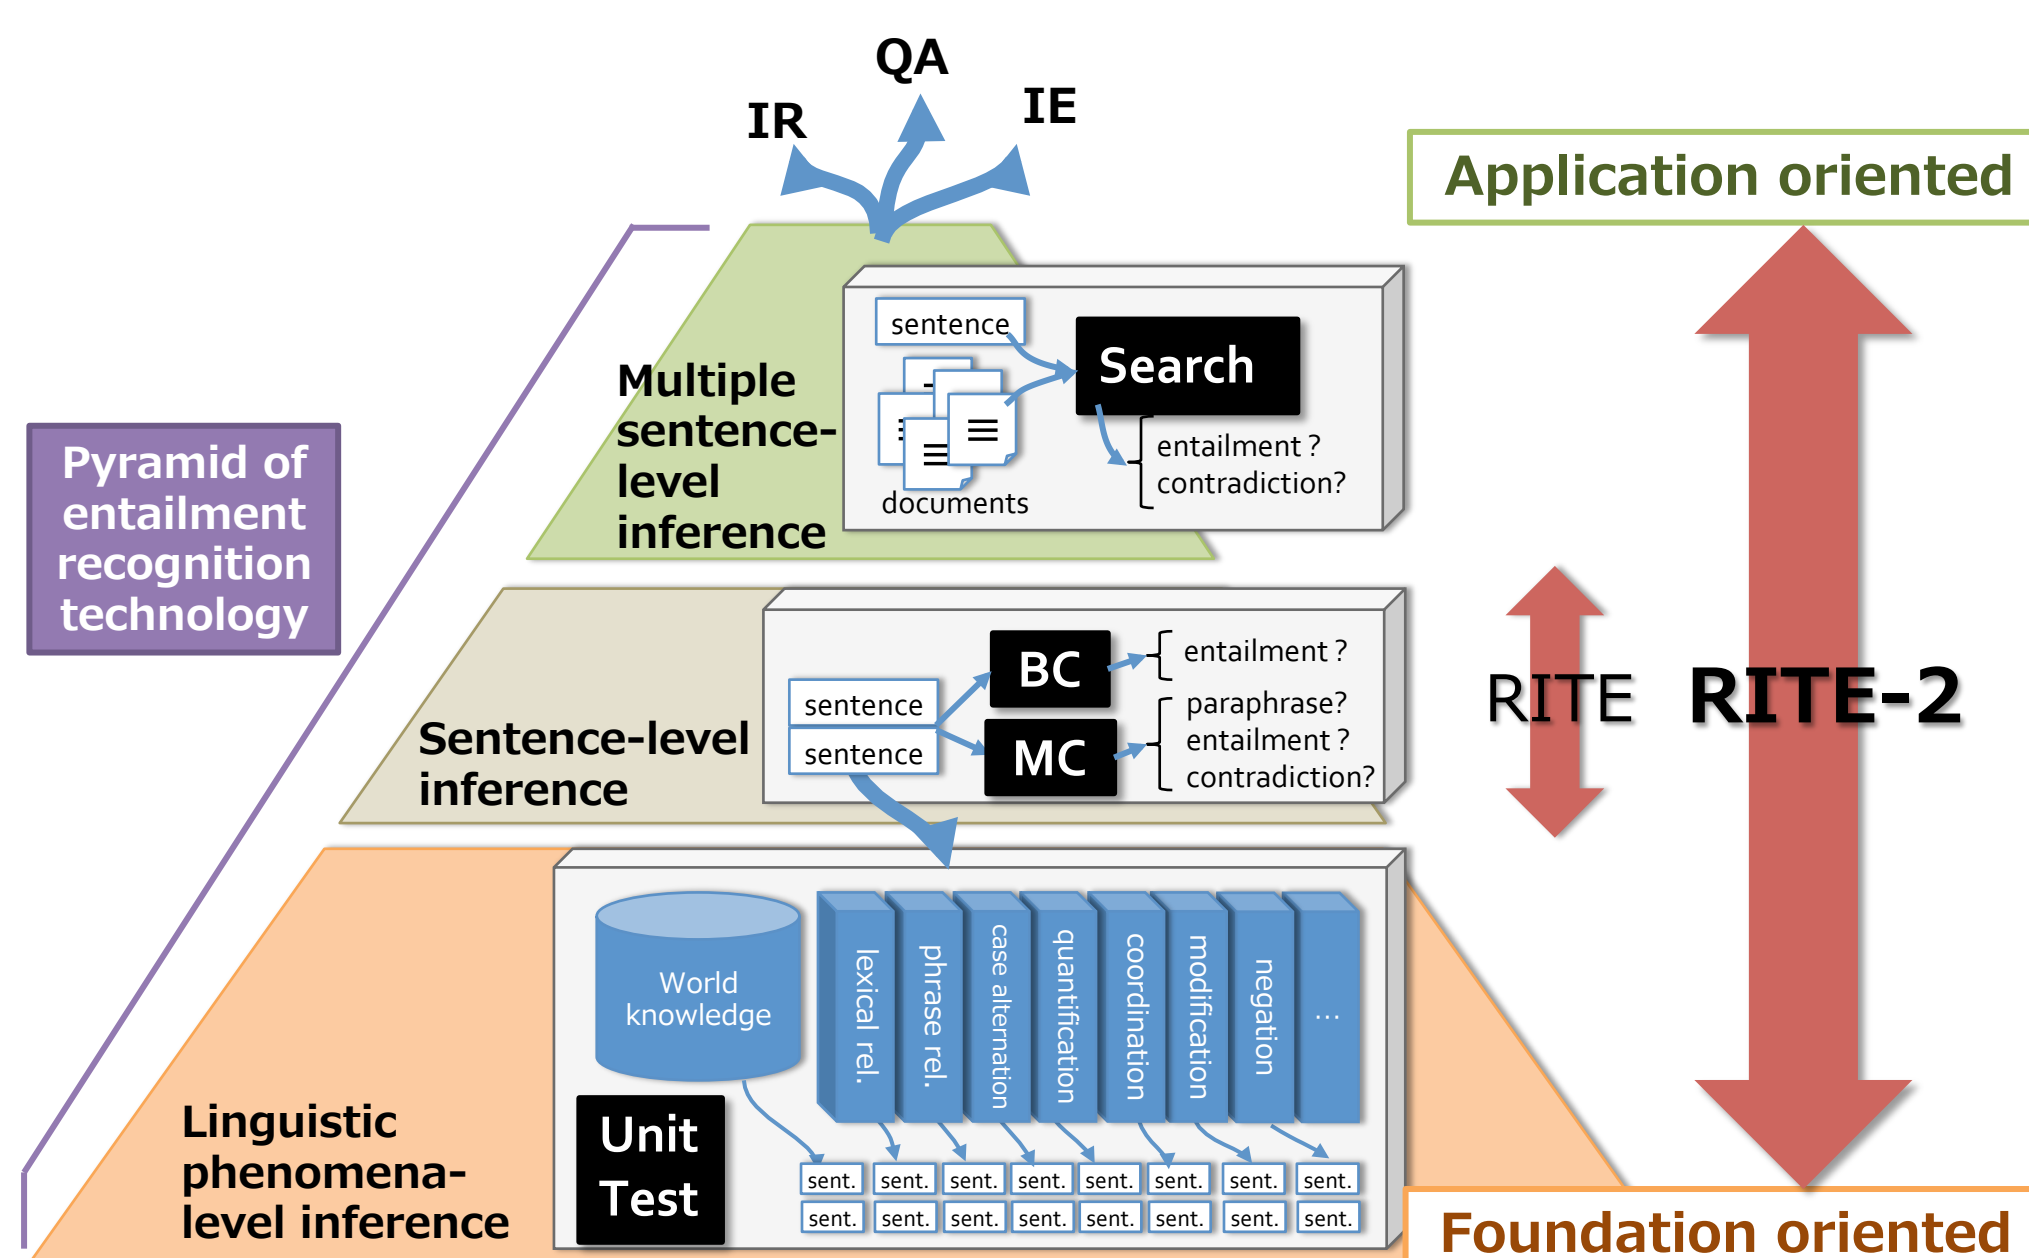 QA
IR
IE
Application oriented
sentence
Search
documents
entailment ?
contradiction?
Multiple
sentence-
level
inference
Pyramid of
entailment
recognition
technology
Sentence-level
inference
sentence
sentence
BC
MC
entailment ?
paraphrase?
entailment ?
contradiction?
RITE
RITE-2
World
knowledge
lexical rel.
phrase rel.
case alternation
quantification
coordination
modification
negation
...
Unit
Test
sent. sent. sent. sent. sent. sent. sent. sent.
sent. sent. sent. sent. sent. sent. sent. sent.
Linguistic
phenomena-
level inference
Foundation oriented